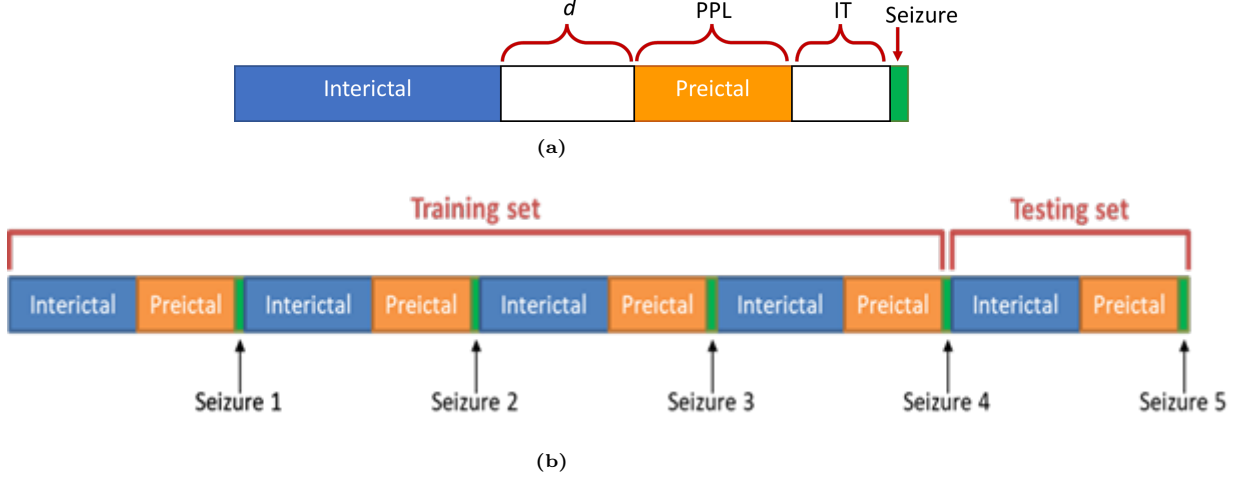 d PPL IT Seizure
Interictal Preictal
(a)
Training set Testing set
Interictal Preictal Interictal Preictal Interictal Preictal Interictal Preictal Interictal Preictal
Seizure 1 Seizure 2 Seizure 3 Seizure 4 Seizure 5
(b)